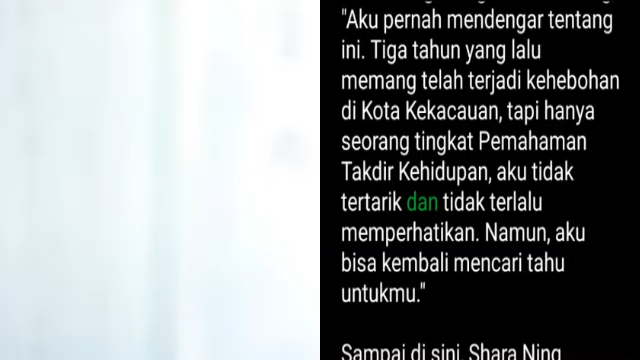 "Aku pernah mendengar tentang
ini. Tiga tahun yang lalu
memang telah terjadi kehebohan
di Kota Kekacauan, tapi hanya
seorang tingkat Pemahaman
Takdir Kehidupan, aku tidak
tertarik dan tidak terlalu
memperhatikan. Namun, aku
bisa kembali mencari tahu
untukmu."
Sampai di sini, Shara Ning